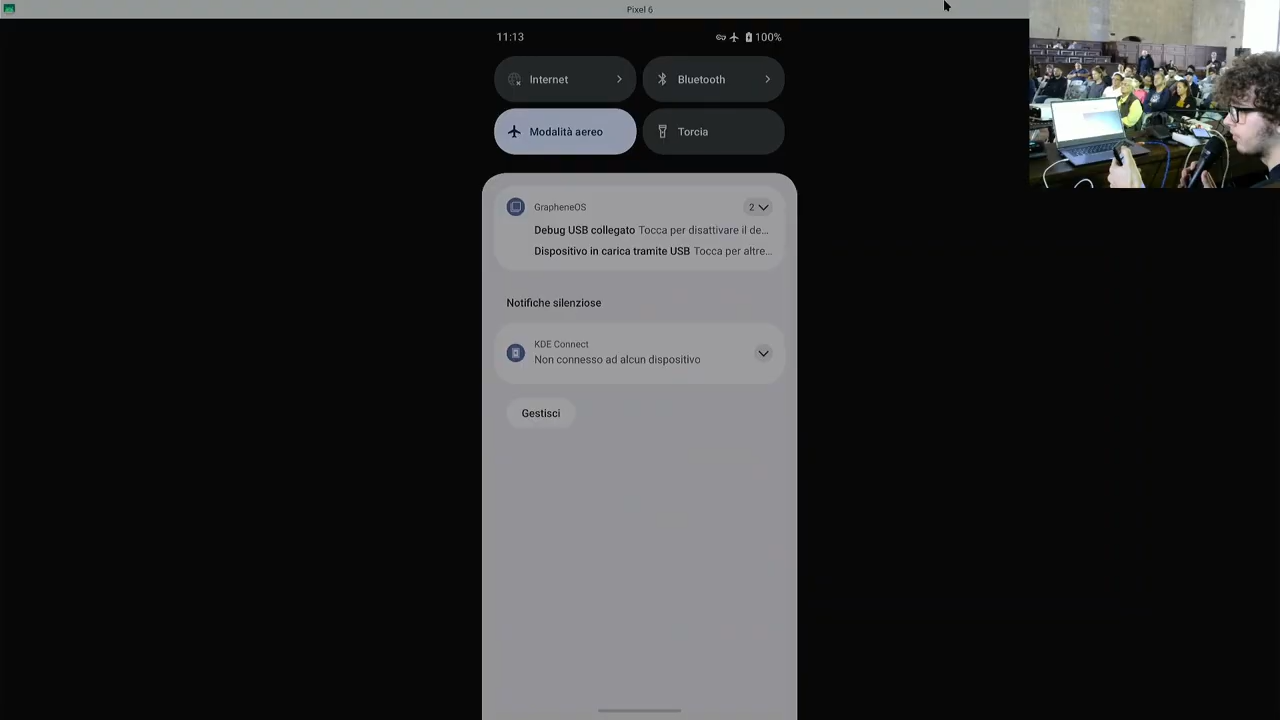 Pixel 6
11:13
100%
Internet
Bluetooth
Modalità aereo
Torcia
GrapheneOS
2
Debug USB collegato Tocca per disattivare il de…
Dispositivo in carica tramite USB Tocca per altre…
Notifiche silenziose
KDE Connect
Non connesso ad alcun dispositivo
Gestisci